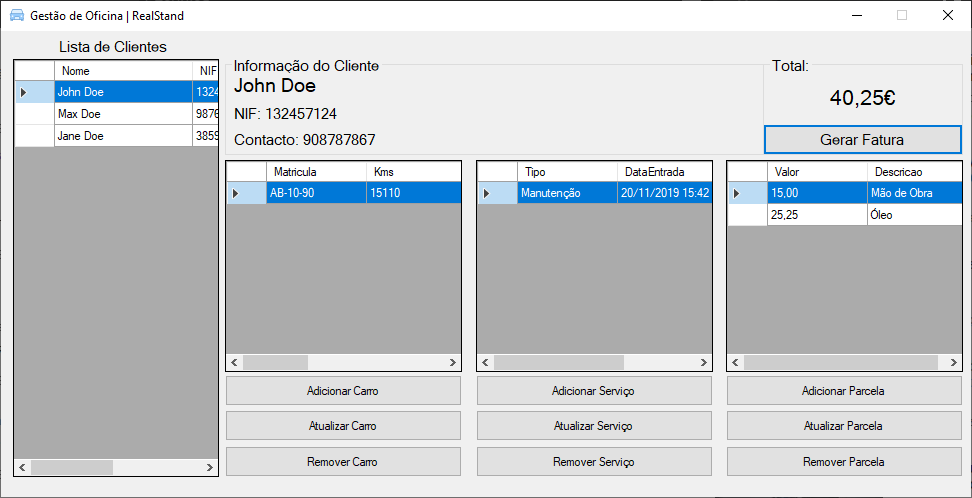 Gestão de Oficina | RealStand
Lista de Clientes
Nome NIF
John Doe 1324
Max Doe 9876
Jane Doe 3859
Informação do Cliente
John Doe
NIF: 132457124
Contacto: 908787867
Total:
40,25€
Gerar Fatura
Matricula Kms
AB-10-90 15110
Tipo DataEntrada
Manutenção 20/11/2019 15:42
Valor Descricao
15,00 Mão de Obra
25,25 Óleo
Adicionar Carro
Atualizar Carro
Remover Carro
Adicionar Serviço
Atualizar Serviço
Remover Serviço
Adicionar Parcela
Atualizar Parcela
Remover Parcela